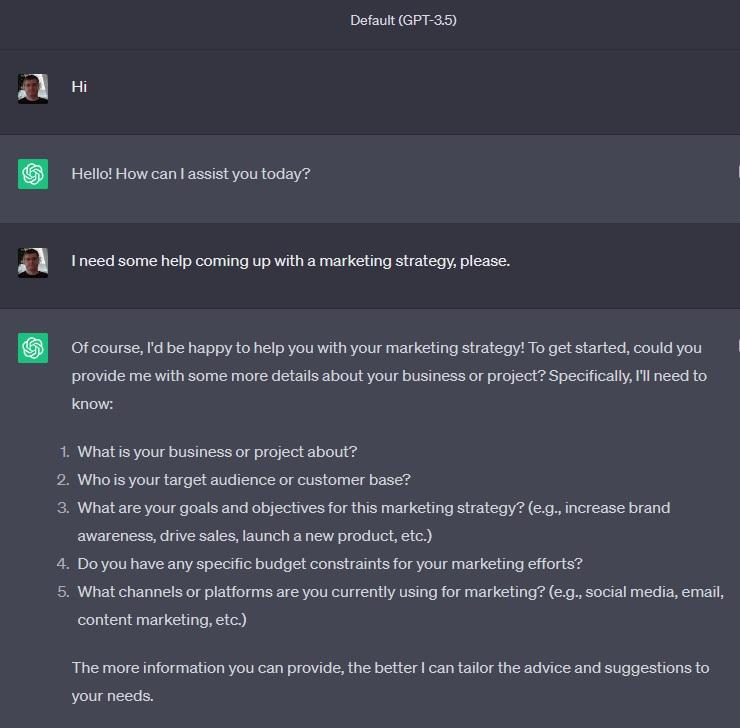 Default (GPT-3.5)
Hi
Hello! How can I assist you today?
I need some help coming up with a marketing strategy, please.
Of course, I'd be happy to help you with your marketing strategy! To get started, could you
provide me with some more details about your business or project? Specifically, I'll need to
know:
1. What is your business or project about?
2. Who is your target audience or customer base?
3. What are your goals and objectives for this marketing strategy? (e.g., increase brand
awareness, drive sales, launch a new product, etc.)
4. Do you have any specific budget constraints for your marketing efforts?
5. What channels or platforms are you currently using for marketing? (e.g., social media, email,
content marketing, etc.)
The more information you can provide, the better I can tailor the advice and suggestions to
your needs.